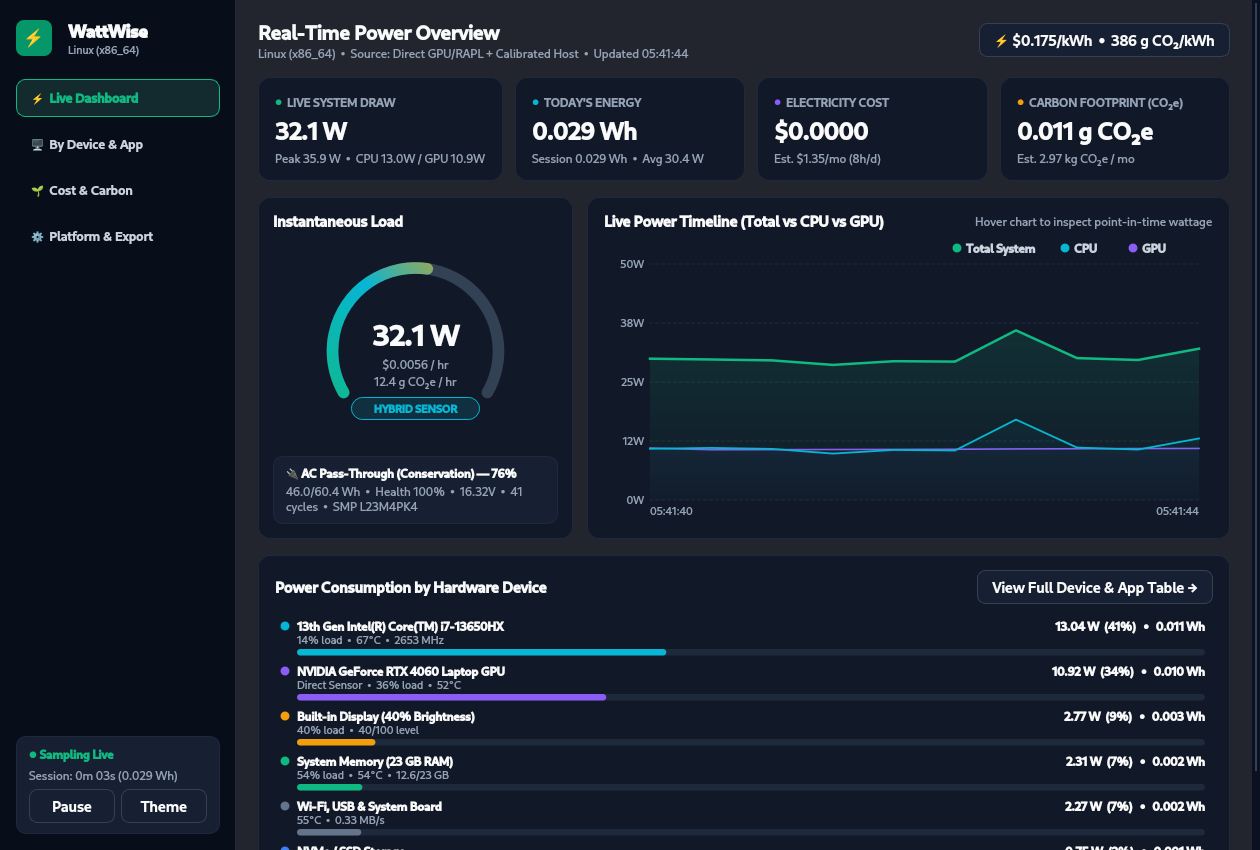 WattWise
Linux (x86_64)
⚡ Live Dashboard
🖥️ By Device & App
🌱 Cost & Carbon
⚙️ Platform & Export
● Sampling Live
Session: 0m 03s (0.029 Wh)
Pause
Theme
Real-Time Power Overview
Linux (x86_64) • Source: Direct GPU/RAPL + Calibrated Host • Updated 05:41:44
⚡ $0.175/kWh • 386 g CO₂/kWh
● LIVE SYSTEM DRAW
32.1 W
Peak 35.9 W • CPU 13.0W / GPU 10.9W
● TODAY'S ENERGY
0.029 Wh
Session 0.029 Wh • Avg 30.4 W
● ELECTRICITY COST
$0.0000
Est. $1.35/mo (8h/d)
● CARBON FOOTPRINT (CO₂e)
0.011 g CO₂e
Est. 2.97 kg CO₂e / mo
Instantaneous Load
32.1 W
$0.0056 / hr
12.4 g CO₂e / hr
HYBRID SENSOR
🔌 AC Pass-Through (Conservation) — 76%
46.0/60.4 Wh • Health 100% • 16.32V • 41
cycles • SMP L23M4PK4
Live Power Timeline (Total vs CPU vs GPU)
Hover chart to inspect point-in-time wattage
Total System
CPU
GPU
50W
38W
25W
12W
0W
05:41:40
05:41:44
Power Consumption by Hardware Device
View Full Device & App Table →
13th Gen Intel(R) Core(TM) i7-13650HX
13.04 W (41%) • 0.011 Wh
14% load • 67°C • 2653 MHz
NVIDIA GeForce RTX 4060 Laptop GPU
10.92 W (34%) • 0.010 Wh
Direct Sensor • 36% load • 52°C
Built-in Display (40% Brightness)
2.77 W (9%) • 0.003 Wh
40% load • 40/100 level
System Memory (23 GB RAM)
2.31 W (7%) • 0.002 Wh
54% load • 54°C • 12.6/23 GB
Wi-Fi, USB & System Board
2.27 W (7%) • 0.002 Wh
55°C • 0.33 MB/s